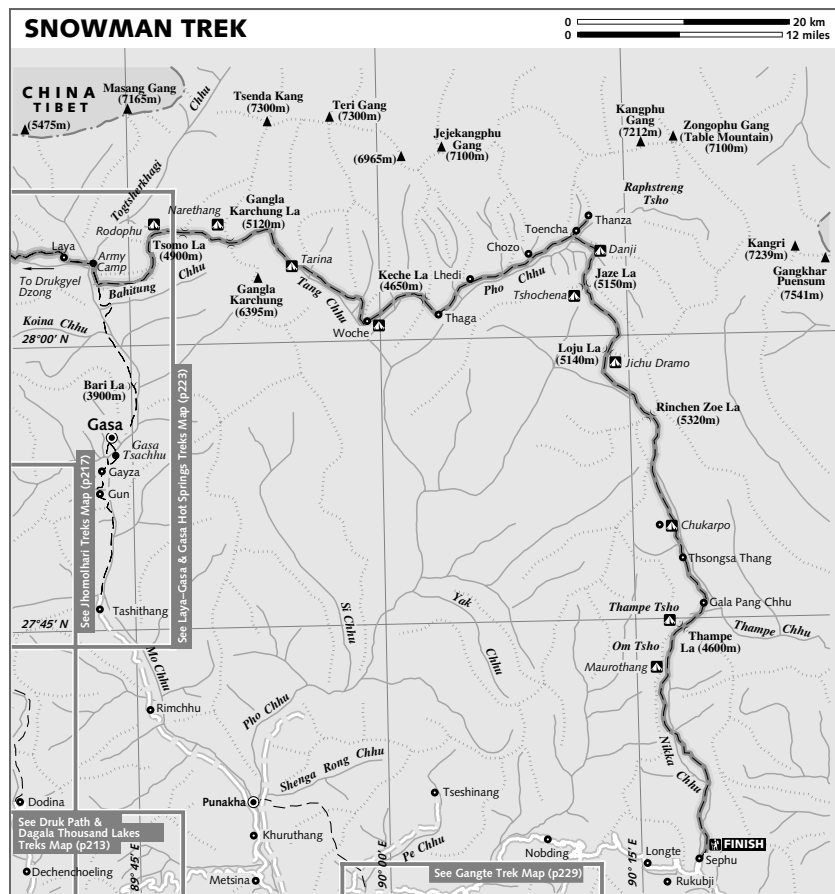 SNOWMAN TREK
0 20 km
0 12 miles
CHINA
TIBET
Masang Gang
(7165m)
(5475m)
Togtsherkhagi Chhu
Tsenda Kang
(7300m)
Teri Gang
(7300m)
(6965m)
Jejekangphu
Gang
(7100m)
Kangphu
Gang
(7212m)
Zongophu Gang
(Table Mountain)
(7100m)
Raphstreng
Tsho
Narethang
Rodophu
Gangla
Karchung La
(5120m)
Thanza
Toencha
Laya
Army
Camp
Tsomo La
(4900m)
Tarina
Chozo
Danji
Kangri
(7239m)
Gangkhar
Puensum
(7541m)
To Drukgyel
Dzong
Bahitung Chhu
Gangla
Karchung
(6395m)
Tang Chhu
Keche La
(4650m)
Lhedi
Pho Chhu
Jaze La
(5150m)
Tshochena
Koina Chhu
28°00' N
Woche
Thaga
Loju La
(5140m)
Jichu Dramo
Bari La
(3900m)
Rinchen Zoe La
(5320m)
Gasa
Gasa
Tsachhu
Gayza
Gun
See Jhomolhari Treks Map (p217)
See Laya–Gasa & Gasa Hot Springs Treks Map (p223)
Chukarpo
Thsongsa Thang
Tashithang
27°45' N
Si Chhu
Yak
Chhu
Thampe Tsho
Gala Pang Chhu
Thampe Chhu
Thampe
La (4600m)
Om Tsho
Maurothang
Mo Chhu
Rimchhu
Pho Chhu
Nikka Chhu
Shenga Rong Chhu
Dodina
Punakha
Tseshinang
See Druk Path &
Dagala Thousand Lakes
Treks Map (p213)
Khuruthang
Pe Chhu
Nobding
Longte
FINISH
Sephu
Dechencholing
89° 45' E
Metsina
90° 00' E
See Gangte Trek Map (p229)
90° 15' E
Rukubji